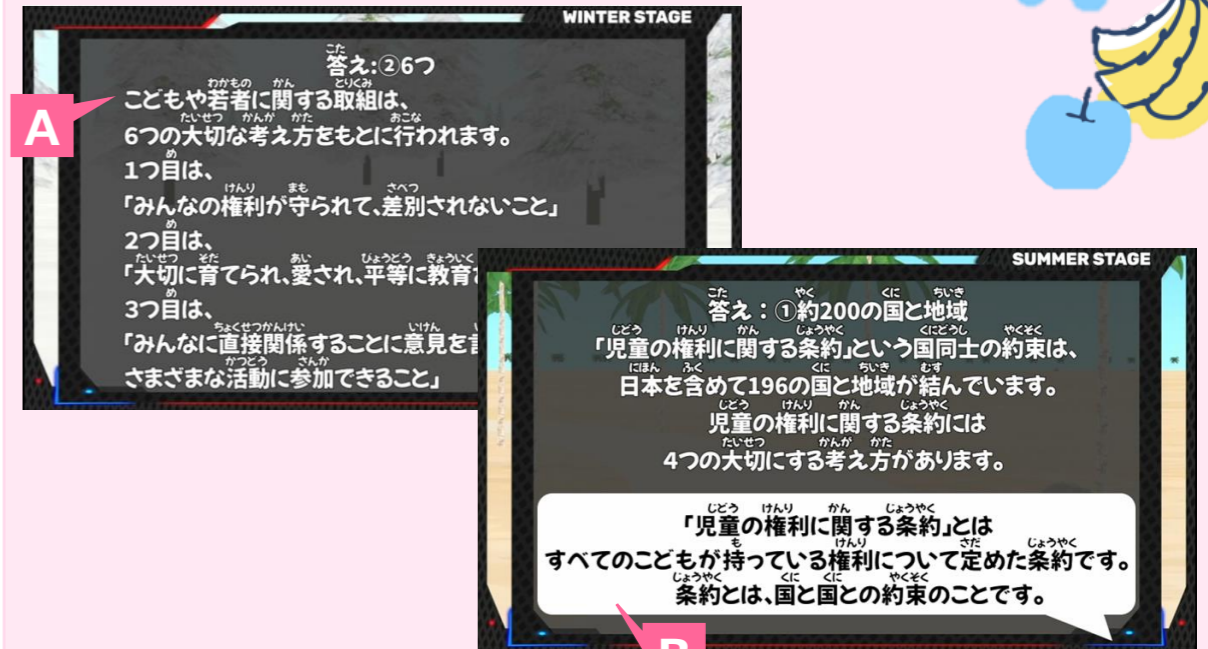 WINTER STAGE
答え:②6つ
こどもや若者に関する取組は、
6つの大切な考え方をもとに行われます。
1つ目は、
「みんなの権利が守られて、差別されないこと」
2つ目は、
「大切に育てられ、愛され、平等に教育
3つ目は、
「みんなに直接関係することに意見を
さまざまな活動に参加できること」
A
SUMMER STAGE
答え：①約200の国と地域
「児童の権利に関する条約」という国同士の約束は、
日本を含めて196の国と地域が結んでいます。
児童の権利に関する条約には
4つの大切にする考え方があります。
「児童の権利に関する条約」とは
すべてのこどもが持っている権利について定めた条約です。
条約とは、国と国との約束のことです。